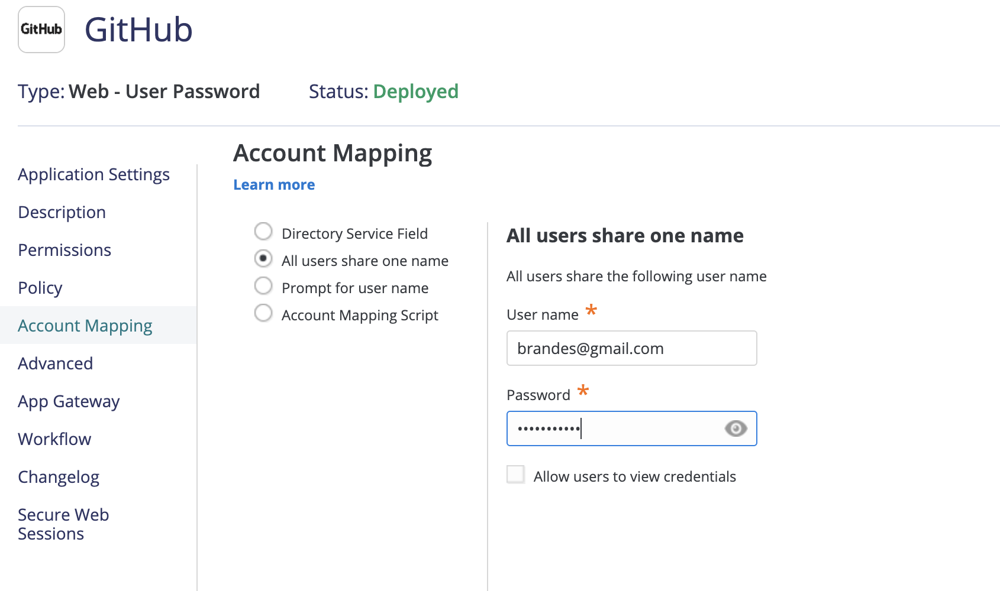 GitHub
GitHub
Type: Web - User Password
Status: Deployed
Application Settings
Description
Permissions
Policy
Account Mapping
Advanced
App Gateway
Workflow
Changelog
Secure Web
Sessions
Account Mapping
Learn more
Directory Service Field
All users share one name
Prompt for user name
Account Mapping Script
All users share one name
All users share the following user name
User name *
brandes@gmail.com
Password *
•••••••••••
Allow users to view credentials